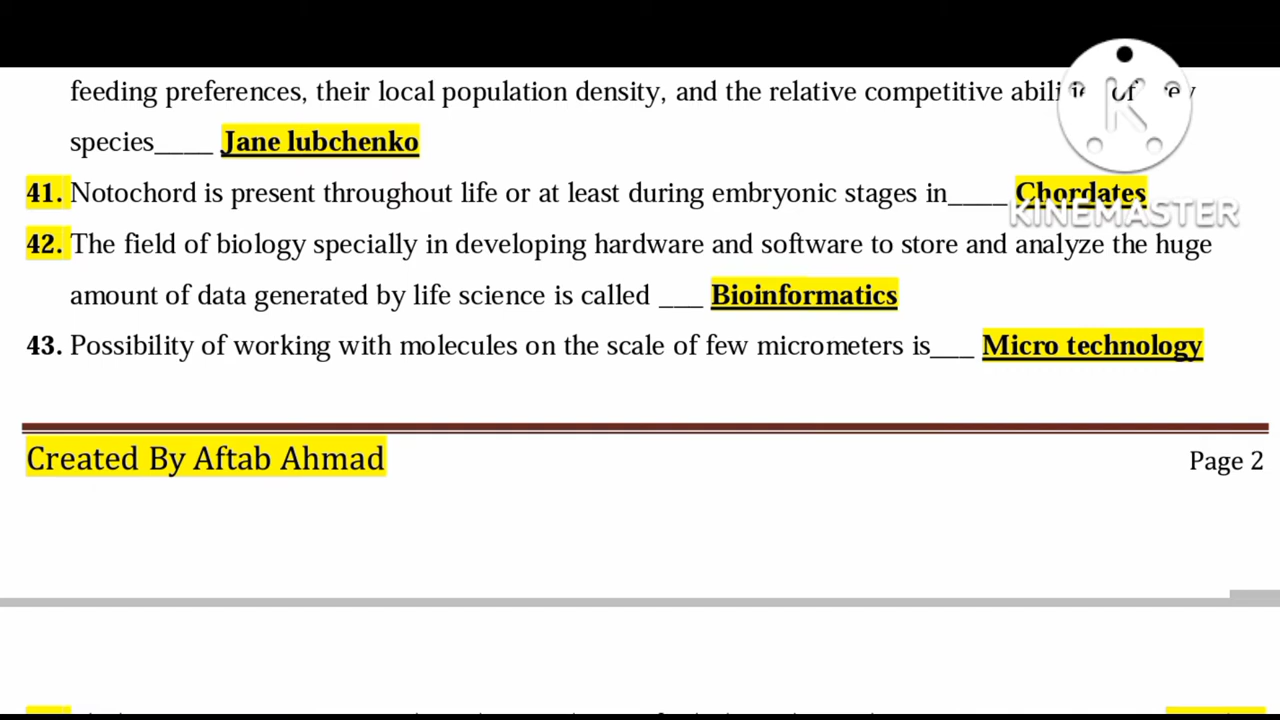 feeding preferences, their local population density, and the relative competitive abilities of
species____ Jane lubchenko
41. Notochord is present throughout life or at least during embryonic stages in____ Chordates
KINEMASTER
42. The field of biology specially in developing hardware and software to store and analyze the huge
amount of data generated by life science is called ___ Bioinformatics
43. Possibility of working with molecules on the scale of few micrometers is___ Micro technology
Created By Aftab Ahmad Page 2